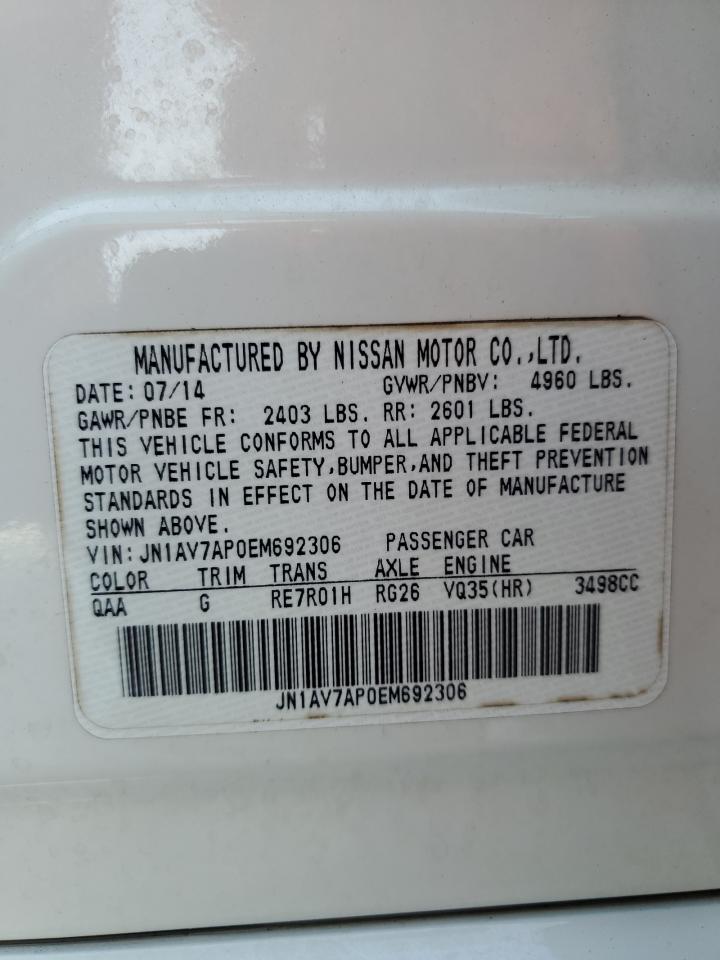 MANUFACTURED BY NISSAN MOTOR CO.,LTD.
DATE: 07/14 GVWR/PNBV: 4960 LBS.
GAWR/PNBE FR: 2403 LBS. RR: 2601 LBS.
THIS VEHICLE CONFORMS TO ALL APPLICABLE FEDERAL
MOTOR VEHICLE SAFETY,BUMPER,AND THEFT PREVENTION
STANDARDS IN EFFECT ON THE DATE OF MANUFACTURE
SHOWN ABOVE.
VIN: JN1AV7AP0EM692306 PASSENGER CAR
COLOR TRIM TRANS AXLE ENGINE
QAA G RE7R01H RG26 VQ35(HR) 3498CC
JN1AV7AP0EM692306